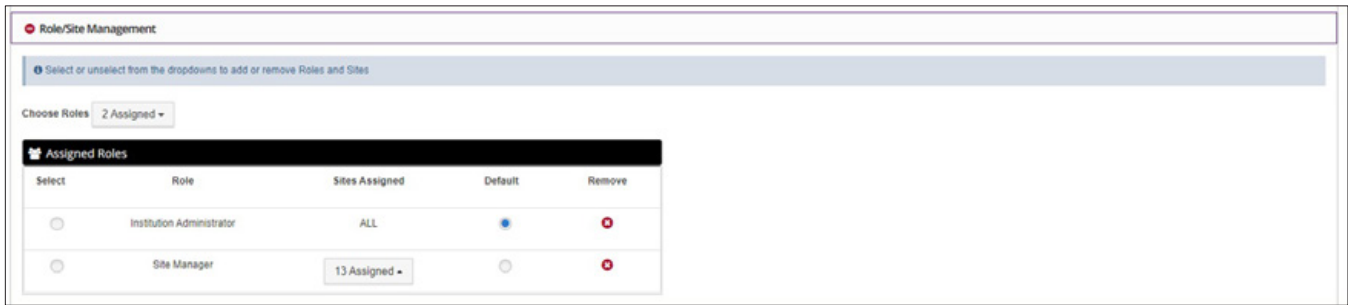 Role/Site Management
Select or unselect from the dropdowns to add or remove Roles and Sites
Choose Roles 2 Assigned
Assigned Roles
Select Role Sites Assigned Default Remove
Institution Administrator ALL
Site Manager 13 Assigned